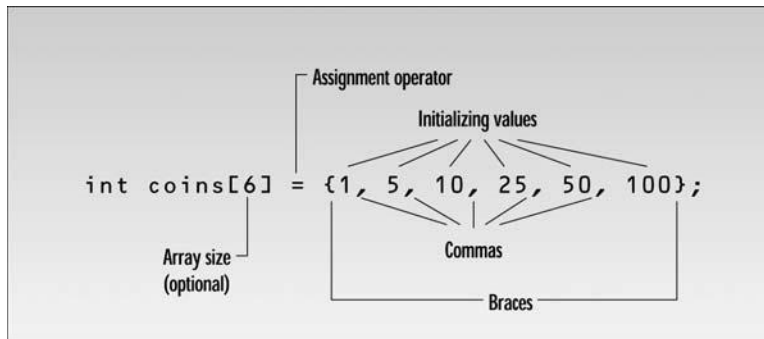 Assignment operator
Initializing values
int coins[6] = {1, 5, 10, 25, 50, 100};
Array size
(optional)
Commas
Braces